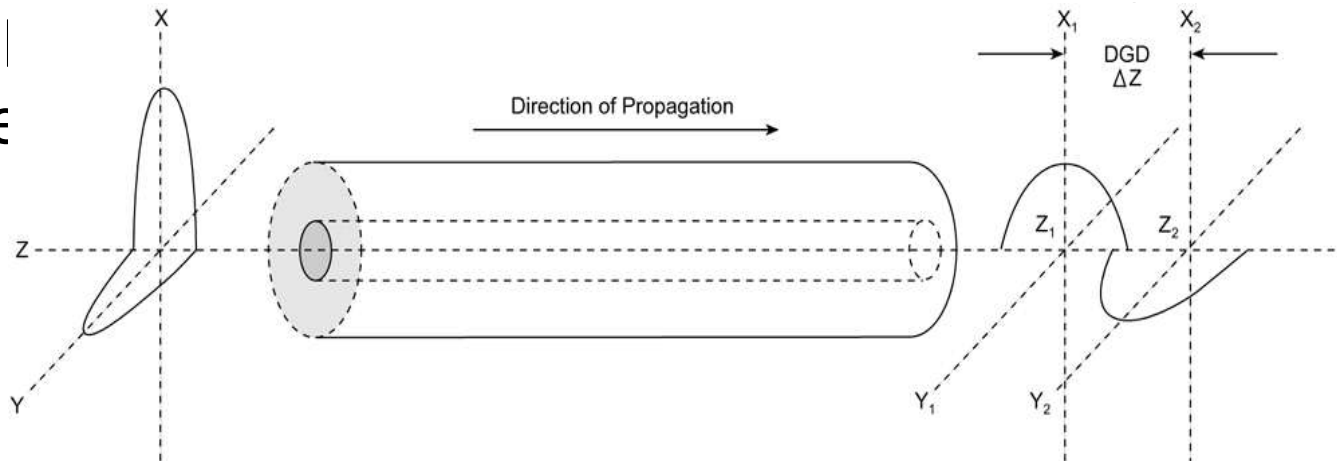 X
X₁
X₂
DGD
ΔZ
Direction of Propagation
Z
Z₁
Z₂
Y
Y₁
Y₂